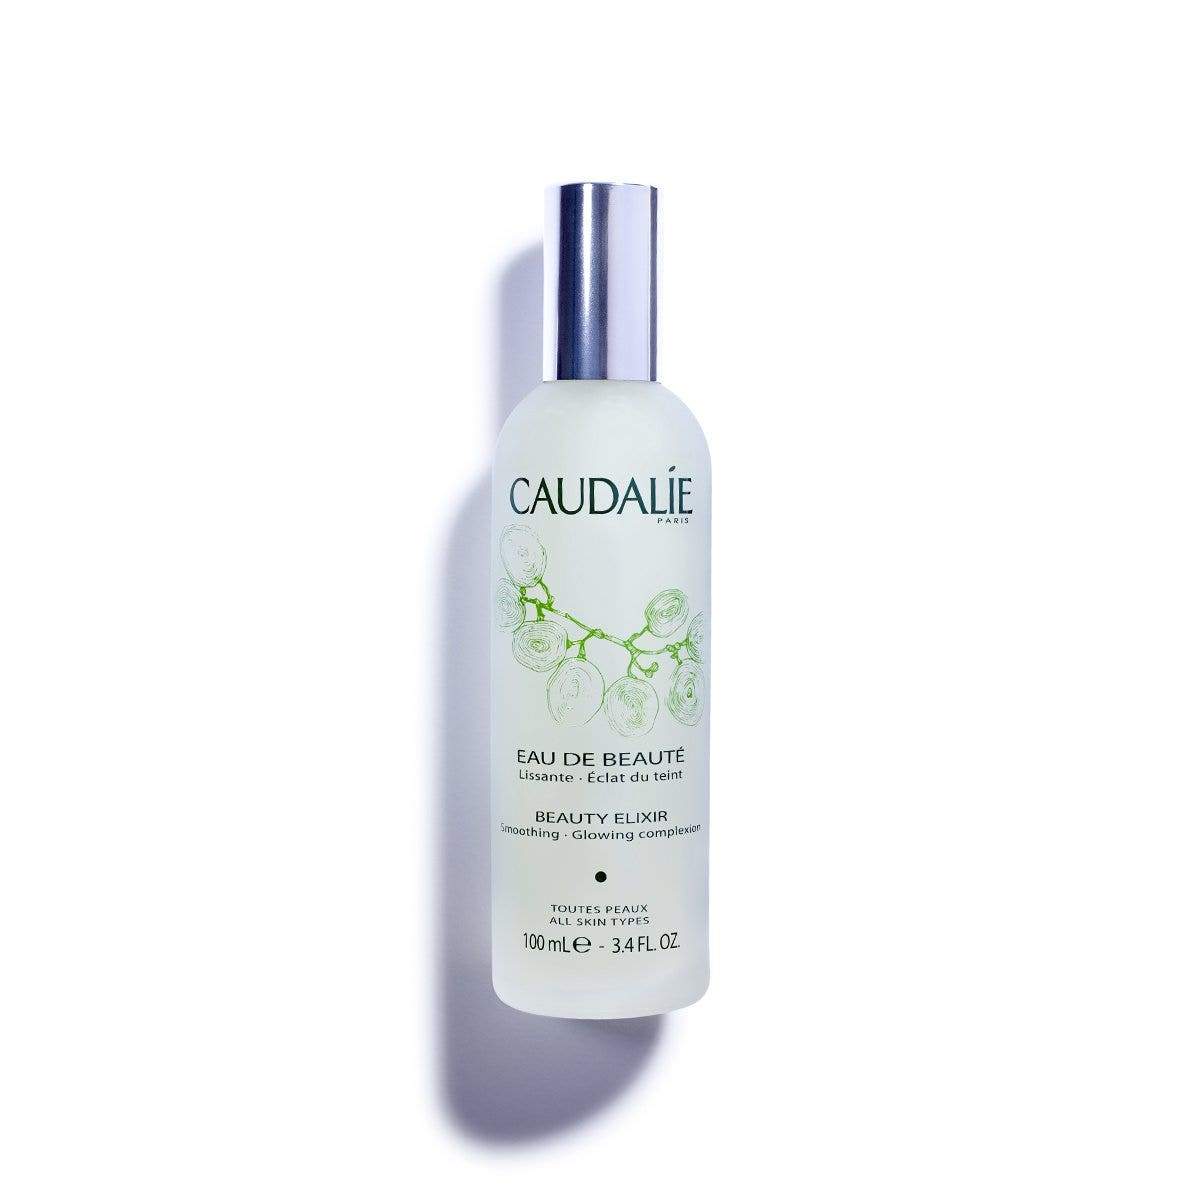 CAUDALÍE
PARIS
EAU DE BEAUTÉ
Lissante · Éclat du teint
BEAUTY ELIXIR
Smoothing · Glowing complexion
TOUTES PEAUX
ALL SKIN TYPES
100 mL ℮ - 3.4 FL. OZ.